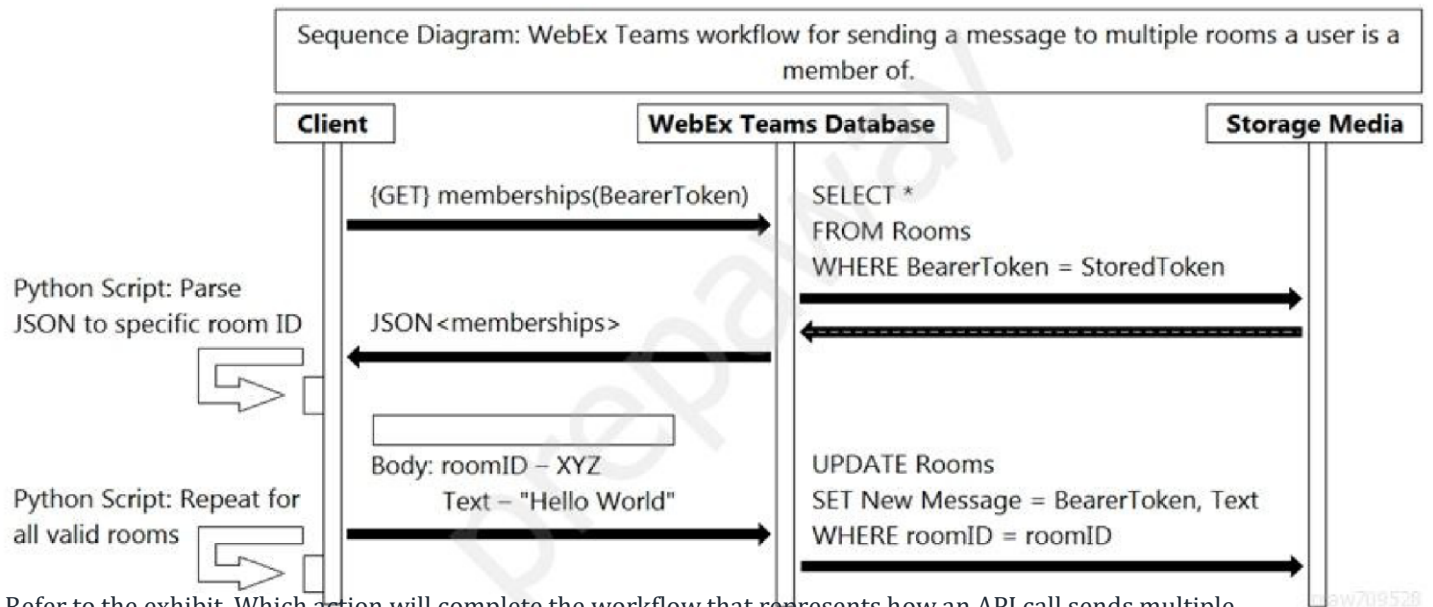 Sequence Diagram: WebEx Teams workflow for sending a message to multiple rooms a user is a
member of.
Client
WebEx Teams Database
Storage Media
{GET} memberships(BearerToken)
SELECT *
FROM Rooms
WHERE BearerToken = StoredToken
Python Script: Parse
JSON to specific room ID
JSON<memberships>
Body: roomID – XYZ
Text – "Hello World"
UPDATE Rooms
SET New Message = BearerToken, Text
WHERE roomID = roomID
Python Script: Repeat for
all valid rooms
prepaway
Refer to the exhibit. Which action will complete the workflow that represents how an API call sends multiple